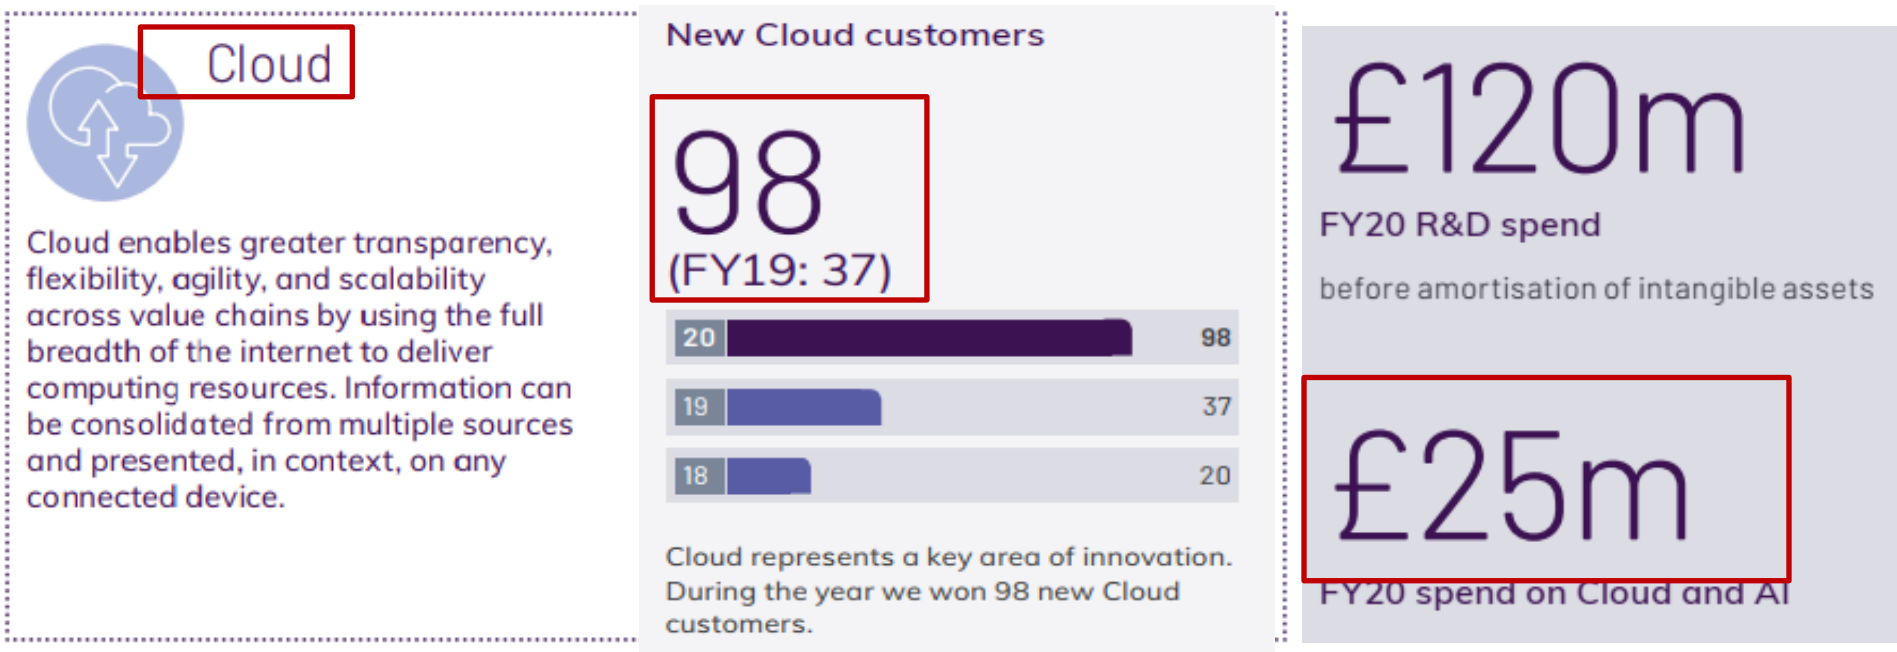 Cloud
Cloud enables greater transparency,
flexibility, agility, and scalability
across value chains by using the full
breadth of the internet to deliver
computing resources. Information can
be consolidated from multiple sources
and presented, in context, on any
connected device.
New Cloud customers
98
(FY19: 37)
20 98
19 37
18 20
Cloud represents a key area of innovation.
During the year we won 98 new Cloud
customers.
£120m
FY20 R&D spend
before amortisation of intangible assets
£25m
FY20 spend on Cloud and AI